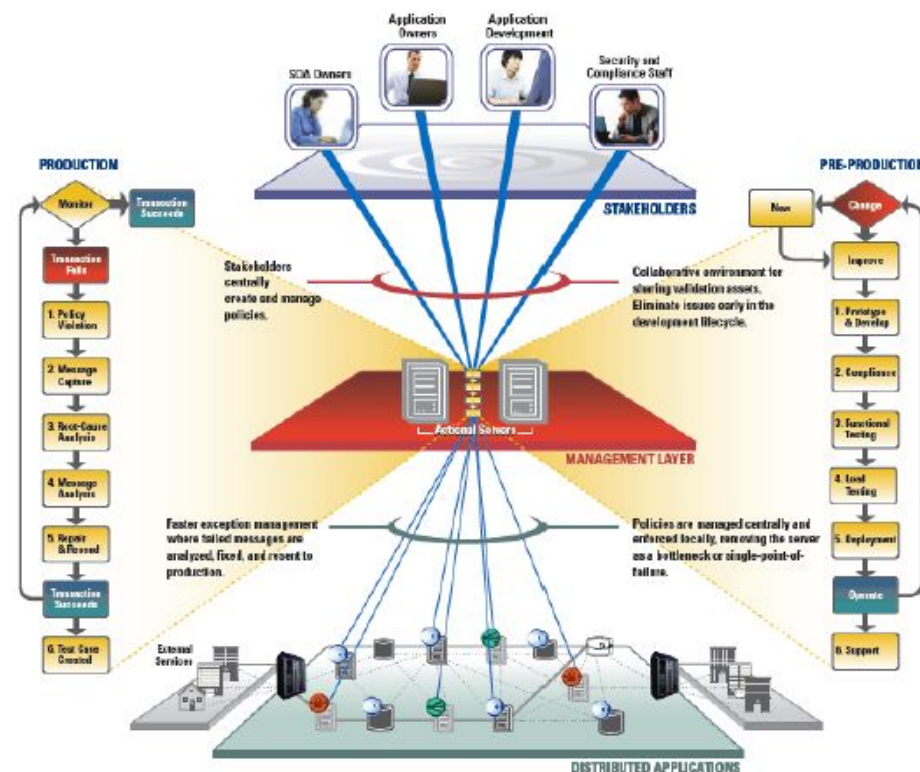 Application
Owners
Application
Development
SOA Owners
Security and
Compliance Staff
STAKEHOLDERS
PRODUCTION
Monitor
Transaction
Succeeds
Transaction
Fails
1. Policy
Violation
2. Message
Capture
3. Root-Cause
Analysis
4. Message
Analysis
5. Repair
& Resend
Transaction
Succeeds
6. Test Case
Created
PRE-PRODUCTION
New
Change
Improve
1. Prototype
& Develop
2. Compliance
3. Functional
Testing
4. Load
Testing
5. Deployment
Operate
6. Support
Stakeholders
centrally
create and manage
policies.
Collaborative environment for
sharing validation assets.
Eliminate issues early in the
development lifecycle.
Actional Servers
MANAGEMENT LAYER
Faster exception management
where failed messages are
analyzed, fixed, and resent to
production.
Policies are managed centrally and
enforced locally, removing the server
as a bottleneck or single-point-of-
failure.
External
Services
DISTRIBUTED APPLICATIONS